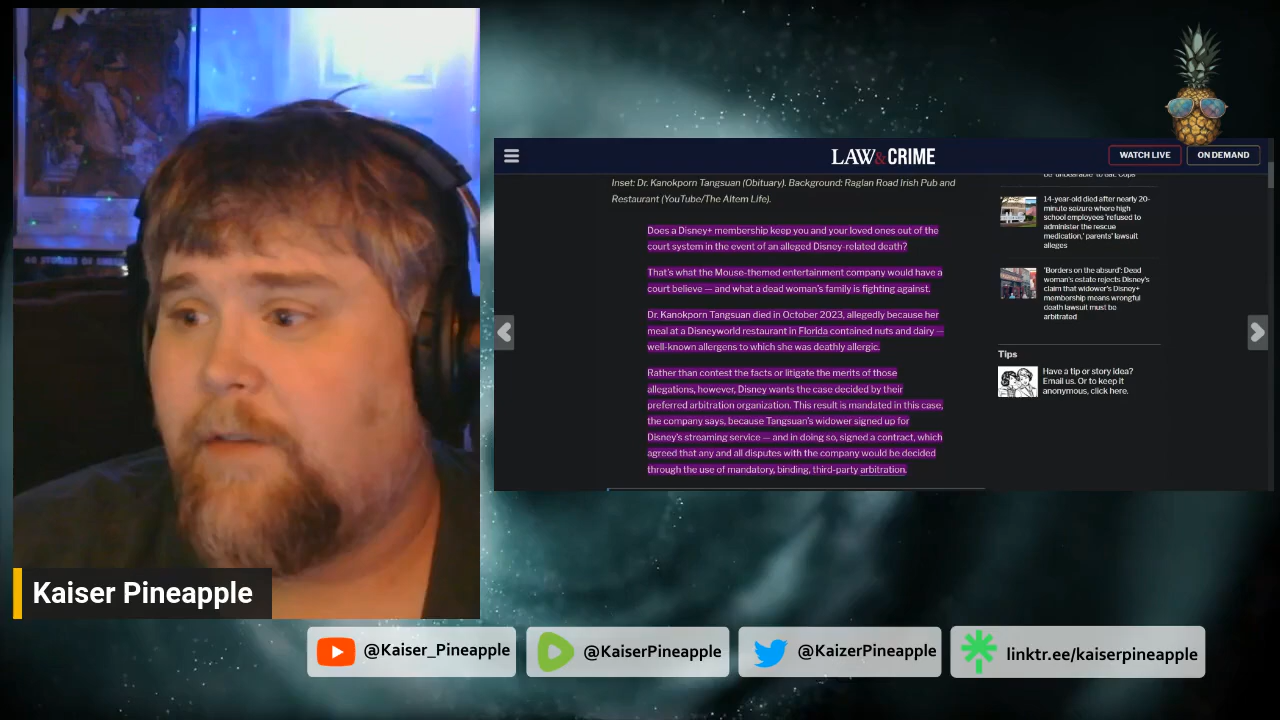 LAW&CRIME
WATCH LIVE
ON DEMAND
Inset: Dr. Kanokporn Tangsuan (Obituary). Background: Raglan Road Irish Pub and
Restaurant (YouTube/The Altem Life).
Does a Disney+ membership keep you and your loved ones out of the
court system in the event of an alleged Disney-related death?
That's what the Mouse-themed entertainment company would have a
court believe — and what a dead woman's family is fighting against.
Dr. Kanokporn Tangsuan died in October 2023, allegedly because her
meal at a Disneyworld restaurant in Florida contained nuts and dairy —
well-known allergens to which she was deathly allergic.
Rather than contest the facts or litigate the merits of those
allegations, however, Disney wants the case decided by their
preferred arbitration organization. This result is mandated in this case,
the company says, because Tangsuan's widower signed up for
Disney's streaming service — and in doing so, signed a contract, which
agreed that any and all disputes with the company would be decided
through the use of mandatory, binding, third-party arbitration.
be 'unbearable' to eat: Cops
14-year-old died after nearly 20-
minute seizure where high
school employees 'refused to
administer the rescue
medication,' parents' lawsuit
alleges
'Borders on the absurd': Dead
woman's estate rejects Disney's
claim that widower's Disney+
membership means wrongful
death lawsuit must be
arbitrated
Tips
Have a tip or story idea?
Email us. Or to keep it
anonymous, click here.
Kaiser Pineapple
@Kaiser_Pineapple
@KaiserPineapple
@KaizerPineapple
linktr.ee/kaiserpineapple